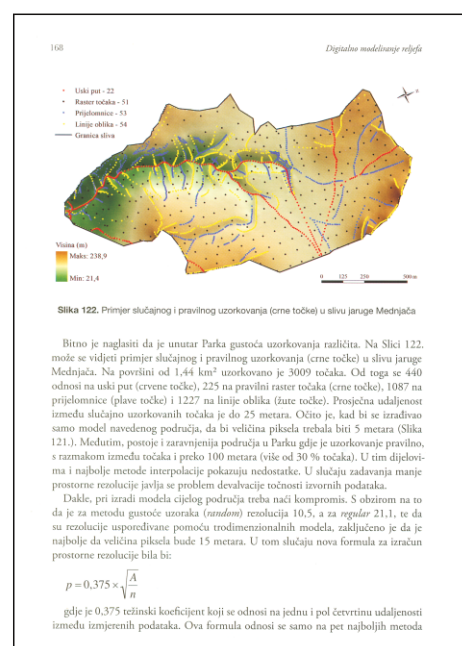 168
Digitalno modeliranje reljefa
Uski put - 22
Raster točaka - 51
Prijelomnice - 53
Linije oblika - 54
Granica sliva
Visina (m)
Maks: 238,9
Min: 21,4
0 125 250 500 m
Slika 122. Primjer slučajnog i pravilnog uzorkovanja (crne točke) u slivu jaruge Mednjača
Bitno je naglasiti da je unutar Parka gustoća uzorkovanja različita. Na Slici 122.
može se vidjeti primjer slučajnog i pravilnog uzorkovanja (crne točke) u slivu jaruge
Mednjača. Na površini od 1,44 km² uzorkovano je 3009 točaka. Od toga se 440
odnosi na uski put (crvene točke), 225 na pravilni raster točaka (crne točke), 1087 na
prijelomnice (plave točke) i 1227 na linije oblika (žute točke). Prosječna udaljenost
između slučajno uzorkovanih točaka je do 25 metara. Očito je, kad bi se izrađivao
samo model navedenog područja, da bi veličina piksela trebala biti 5 metara (Slika
121.). Međutim, postoje i zaravnjenija područja u Parku gdje je uzorkovanje pravilno,
s razmakom između točaka i preko 100 metara (više od 30 % točaka). U tim dijelovi-
ma i najbolje metode interpolacije pokazuju nedostatke. U slučaju zadavanja manje
prostorne rezolucije javlja se problem devalvacije točnosti izvornih podataka.
Dakle, pri izradi modela cijelog područja treba naći kompromis. S obzirom na to
da je za metodu gustoće uzoraka (random) rezolucija 10,5, a za regular 21,1, te da
su rezolucije uspoređivane pomoću trodimenzionalnih modela, zaključeno je da je
najbolje da veličina piksela bude 15 metara. U tom slučaju nova formula za izračun
prostorne rezolucije bila bi:
p = 0,375 × √(A/n)
gdje je 0,375 težinski koeficijent koji se odnosi na jednu i pol četvrtinu udaljenosti
između izmjerenih podataka. Ova formula odnosi se samo na pet najboljih metoda